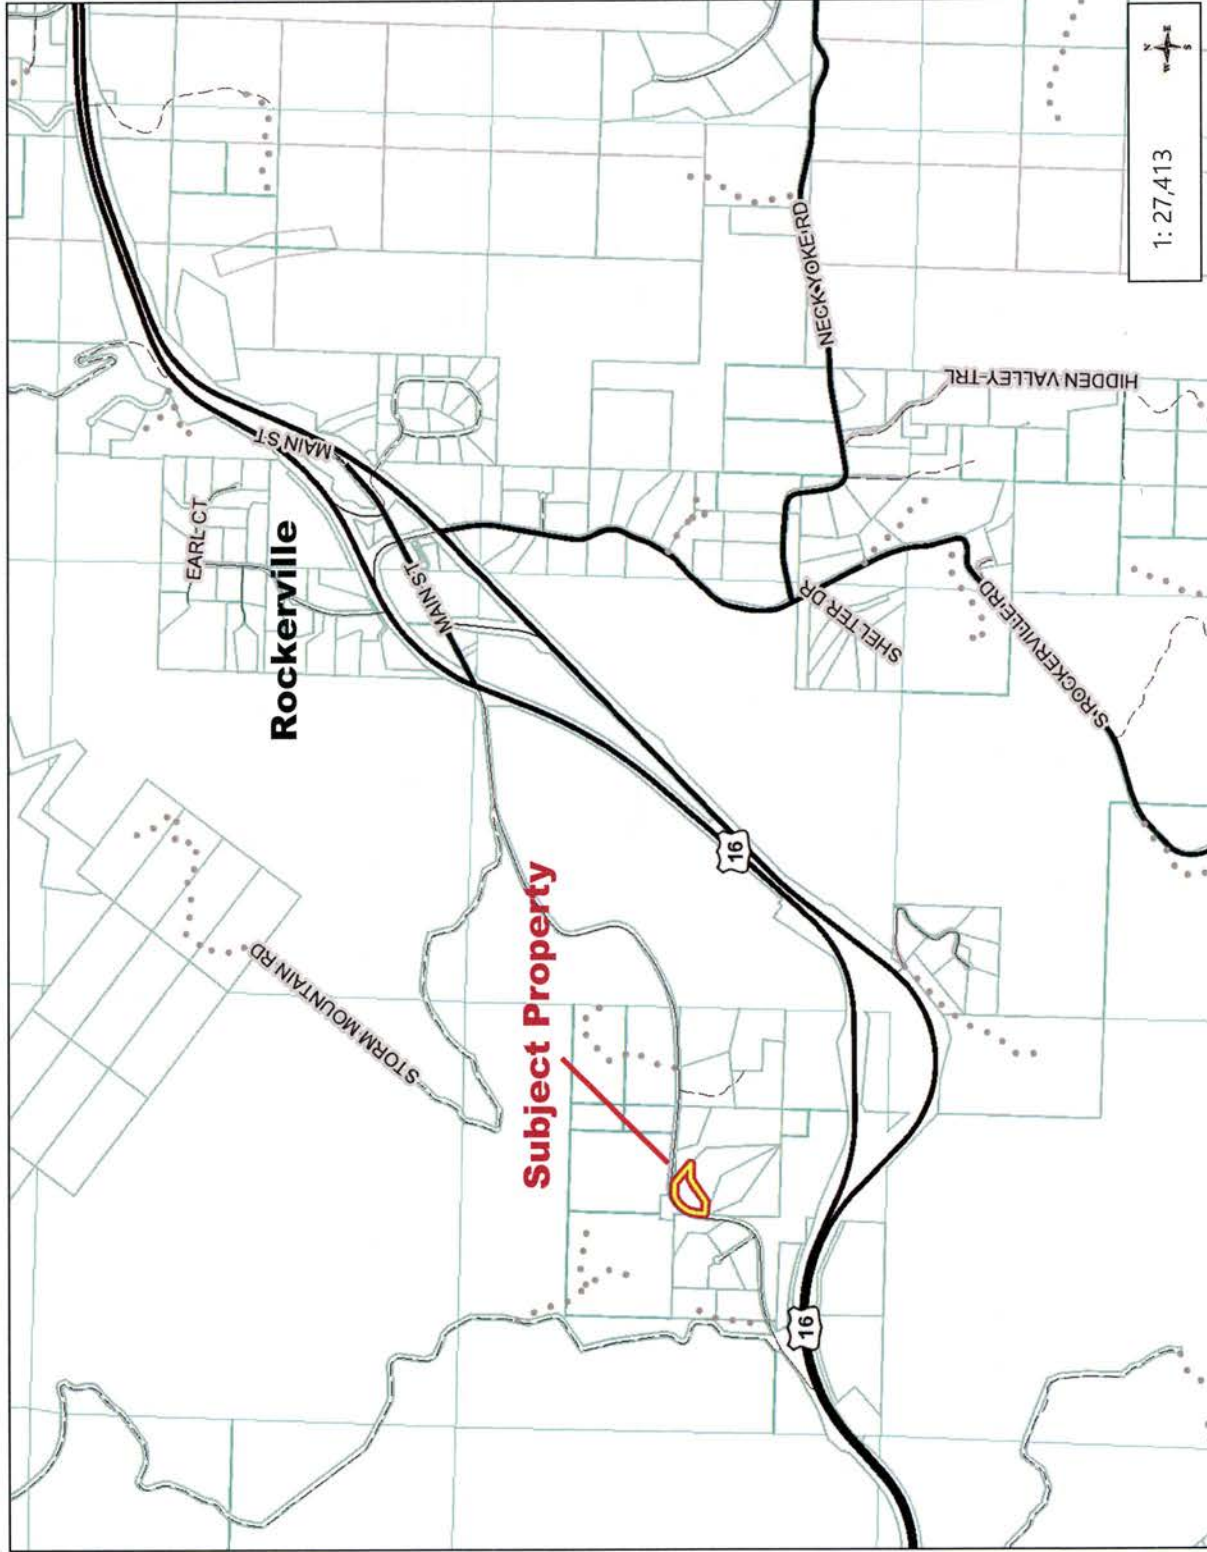 EARL CT
Rockerville
MAIN ST
STORM MOUNTAIN RD
MAIN ST
Subject Property
16
16
NECK YOKE RD
SHELTER DR
S ROCKERVILLE RD
HIDDEN VALLEY TRL
1: 27,413
N
W E
S